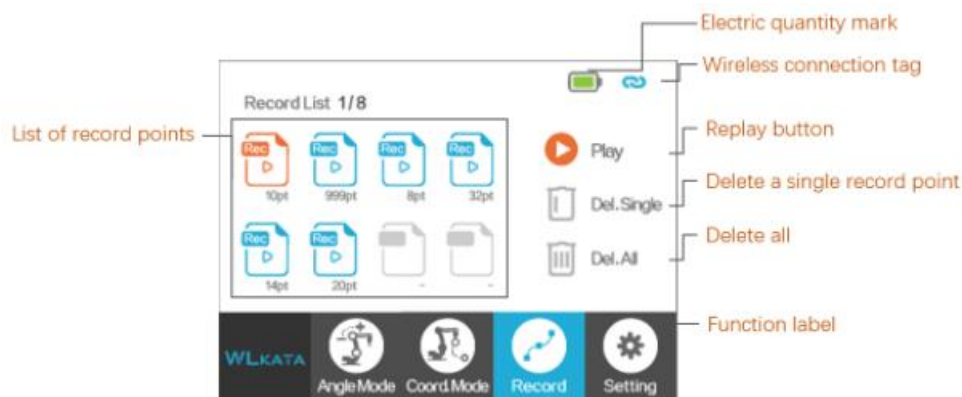 Electric quantity mark
Wireless connection tag
Record List 1/8
List of record points
Rec
Rec
Rec
Rec
10pt
999pt
8pt
32pt
Play
Replay button
Del.Single
Delete a single record point
Rec
Rec
14pt
20pt
-
-
Del.All
Delete all
Function label
WLKATA
AngleMode
Coord.Mode
Record
Setting